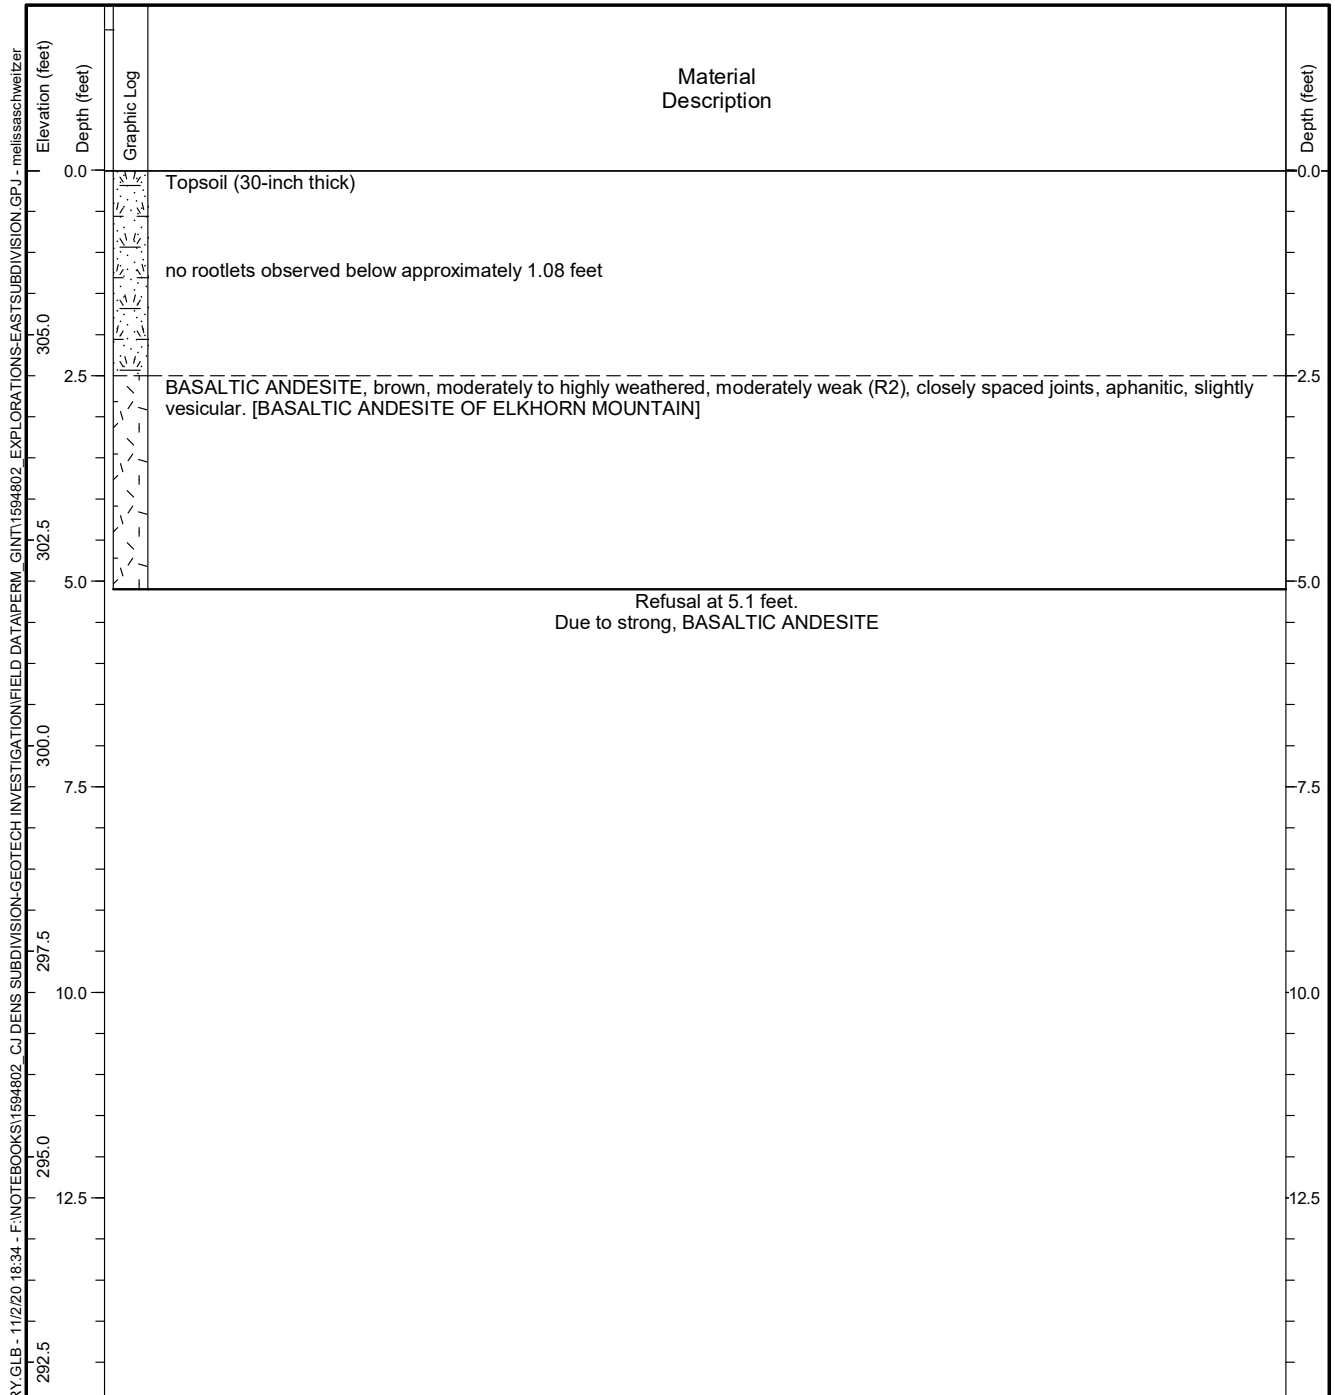 RY.GLB - 11/2/20 18:34 - F:\NOTEBOOKS\1594802_CJ DENS SUBDIVISION-GEOTECH INVESTIGATION\FIELD DATA\PERM_GINT\1594802_EXPLORATIONS-EASTSUBDIVISION.GPJ - melissaschweitzer
Elevation (feet)
Depth (feet)
Graphic Log
Material
Description
Depth (feet)
0.0
0.0
Topsoil (30-inch thick)
no rootlets observed below approximately 1.08 feet
305.0
2.5
2.5
BASALTIC ANDESITE, brown, moderately to highly weathered, moderately weak (R2), closely spaced joints, aphanitic, slightly
vesicular. [BASALTIC ANDESITE OF ELKHORN MOUNTAIN]
302.5
5.0
5.0
Refusal at 5.1 feet.
Due to strong, BASALTIC ANDESITE
300.0
7.5
7.5
297.5
10.0
10.0
295.0
12.5
12.5
292.5